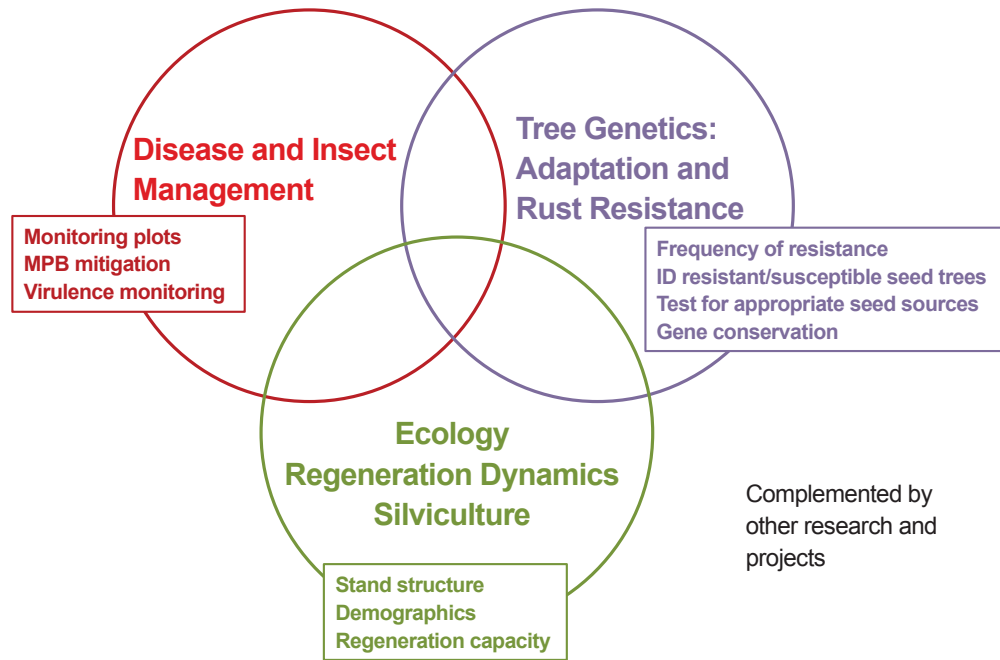 Disease and Insect
Management
Monitoring plots
MPB mitigation
Virulence monitoring
Tree Genetics:
Adaptation and
Rust Resistance
Frequency of resistance
ID resistant/susceptible seed trees
Test for appropriate seed sources
Gene conservation
Ecology
Regeneration Dynamics
Silviculture
Stand structure
Demographics
Regeneration capacity
Complemented by
other research and
projects